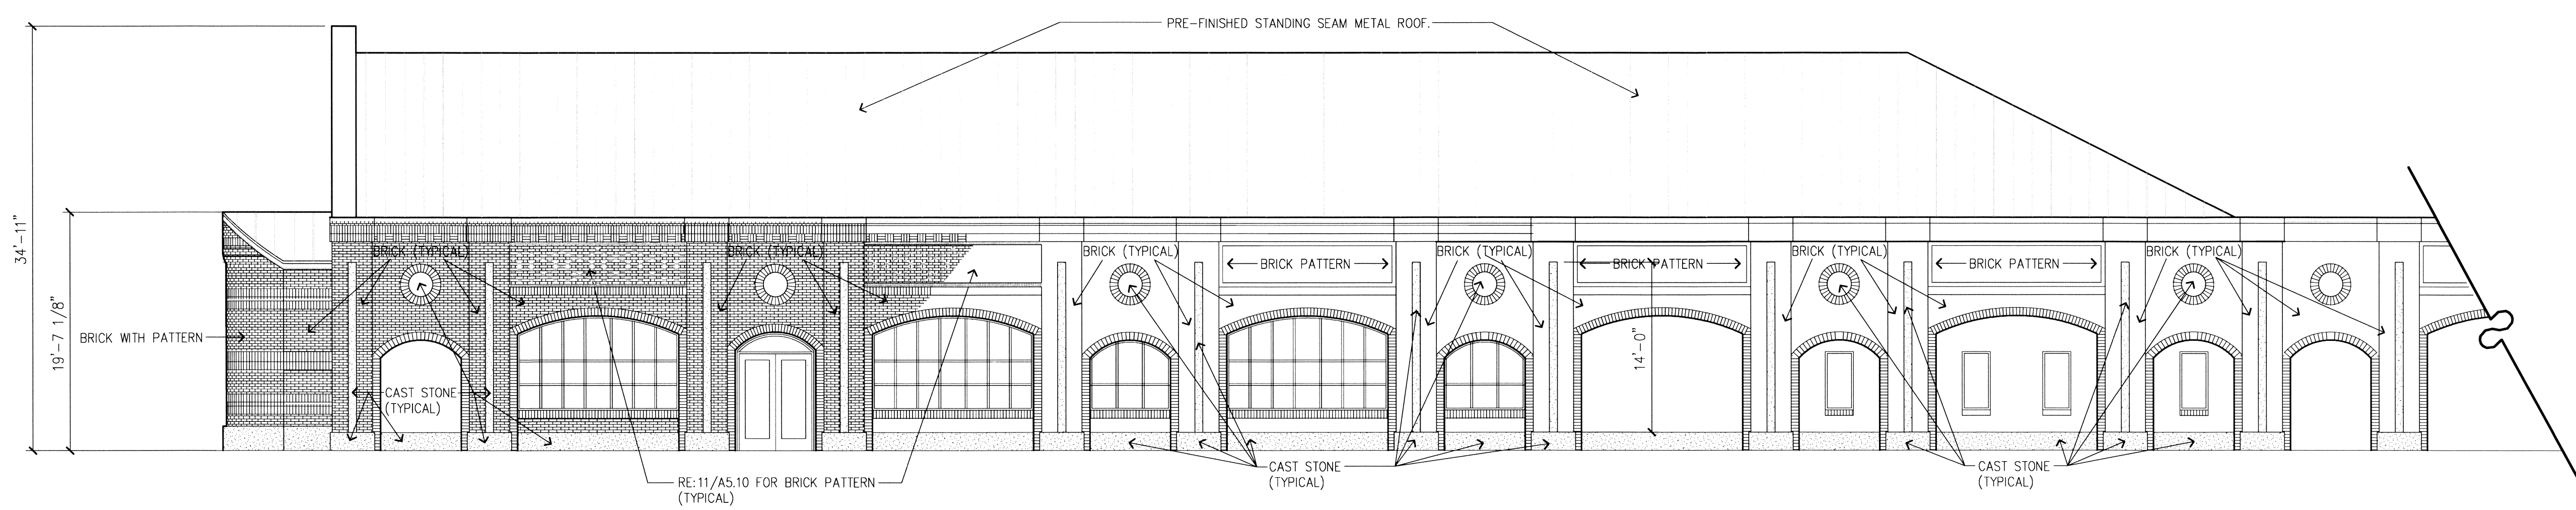 PRE-FINISHED STANDING SEAM METAL ROOF.
34'-11"
19'-7 1/8"
BRICK (TYPICAL)
BRICK (TYPICAL)
BRICK (TYPICAL)
BRICK (TYPICAL)
BRICK (TYPICAL)
BRICK (TYPICAL)
BRICK PATTERN
BRICK PATTERN
BRICK PATTERN
BRICK WITH PATTERN
14'-0"
CAST STONE
(TYPICAL)
CAST STONE
(TYPICAL)
CAST STONE
(TYPICAL)
RE:11/A5.10 FOR BRICK PATTERN
(TYPICAL)